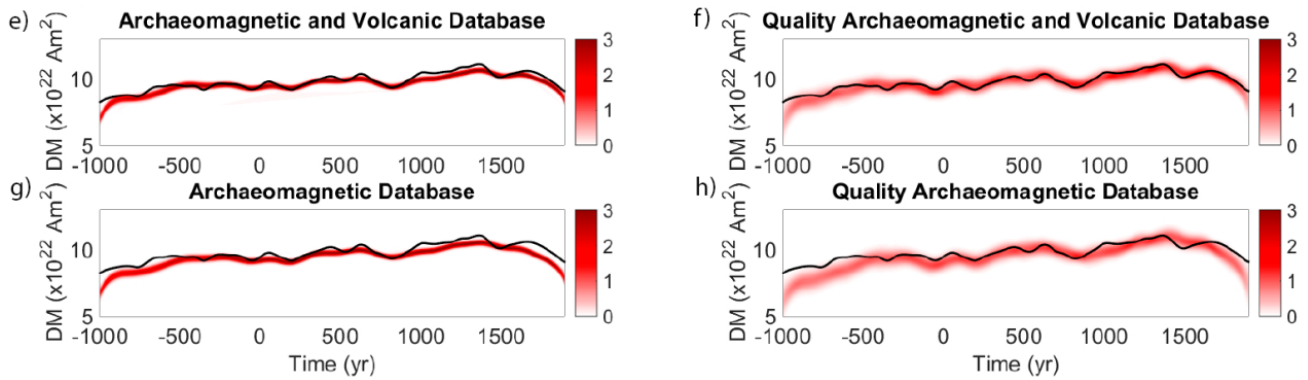 e) Archaeomagnetic and Volcanic Database
DM (x10²² Am²)
10
5
-1000 -500 0 500 1000 1500
3
2
1
0
f) Quality Archaeomagnetic and Volcanic Database
DM (x10²² Am²)
10
5
-1000 -500 0 500 1000 1500
3
2
1
0
g) Archaeomagnetic Database
DM (x10²² Am²)
10
5
-1000 -500 0 500 1000 1500
Time (yr)
3
2
1
0
h) Quality Archaeomagnetic Database
DM (x10²² Am²)
10
5
-1000 -500 0 500 1000 1500
Time (yr)
3
2
1
0